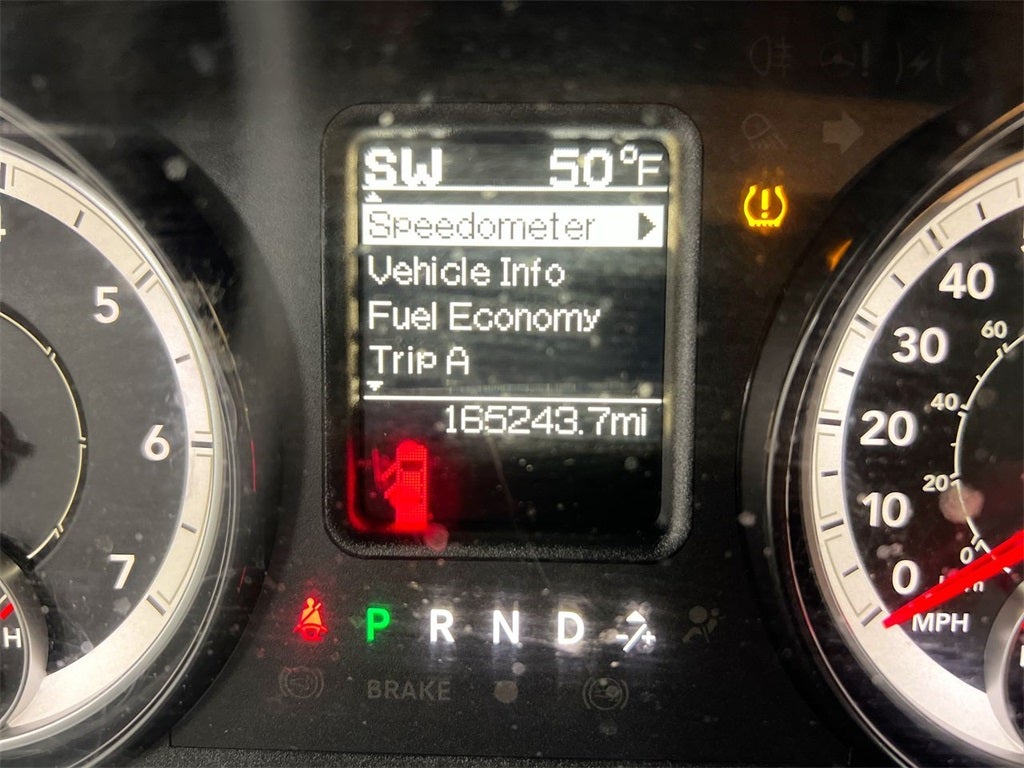 SW 50°F
Speedometer
Vehicle Info
Fuel Economy
Trip A
165243.7mi
P R N D -/+
BRAKE
5
6
7
H
40
30
20
10
0
MPH
60
40
20
0